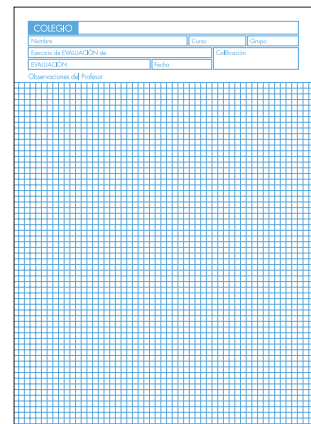 COLEGIO
Nombre Curso Grupo
Ejercicio de EVALUACIÓN de Calificación
EVALUACIÓN Fecha
Observaciones del Profesor